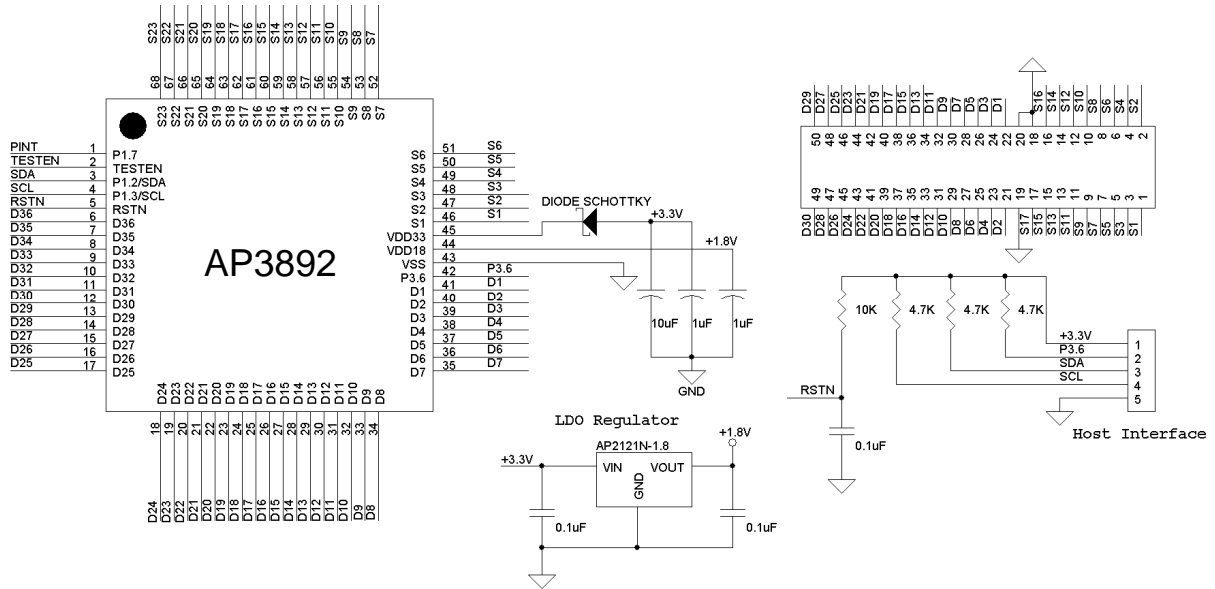 S23 S22 S21 S20 S19 S18 S17 S16 S15 S14 S13 S12 S11 S10 S9 S8 S7
68 67 66 65 64 63 62 61 60 59 58 57 56 55 54 53 52
S23 S22 S21 S20 S19 S18 S17 S16 S15 S14 S13 S12 S11 S10 S9 S8 S7
PINT 1 P1.7
TESTEN 2 TESTEN
SDA 3 P1.2/SDA
SCL 4 P1.3/SCL
RSTN 5 RSTN
D36 6 D36
D35 7 D35
D34 8 D34
D33 9 D33
D32 10 D32
D31 11 D31
D30 12 D30
D29 13 D29
D28 14 D28
D27 15 D27
D26 16 D26
D25 17 D25
AP3892
S6 51 S6
S5 50 S5
S4 49 S4
S3 48 S3
S2 47 S2
S1 46 S1
VDD33 45
VDD18 44
VSS 43
P3.6 42 P3.6
D1 41 D1
D2 40 D2
D3 39 D3
D4 38 D4
D5 37 D5
D6 36 D6
D7 35 D7
D24 D23 D22 D21 D20 D19 D18 D17 D16 D15 D14 D13 D12 D11 D10 D9 D8
18 19 20 21 22 23 24 25 26 27 28 29 30 31 32 33 34
D24 D23 D22 D21 D20 D19 D18 D17 D16 D15 D14 D13 D12 D11 D10 D9 D8
DIODE SCHOTTKY
+3.3V
+1.8V
10uF 1uF 1uF
GND
LDO Regulator
AP2121N-1.8
+1.8V
+3.3V
VIN VOUT
GND
0.1uF 0.1uF
D29 D27 D25 D23 D21 D19 D17 D15 D13 D11 D9 D7 D5 D3 D1 S16 S14 S12 S10 S8 S6 S4 S2
50 48 46 44 42 40 38 36 34 32 30 28 26 24 22 20 18 16 14 12 10 8 6 4 2
49 47 45 43 41 39 37 35 33 31 29 27 25 23 21 19 17 15 13 11 9 7 5 3 1
D30 D28 D26 D24 D22 D20 D18 D16 D14 D12 D10 D8 D6 D4 D2 S17 S15 S13 S11 S9 S7 S5 S3 S1
10K 4.7K 4.7K 4.7K
+3.3V 1
P3.6 2
SDA 3
SCL 4
5
RSTN
Host Interface
0.1uF